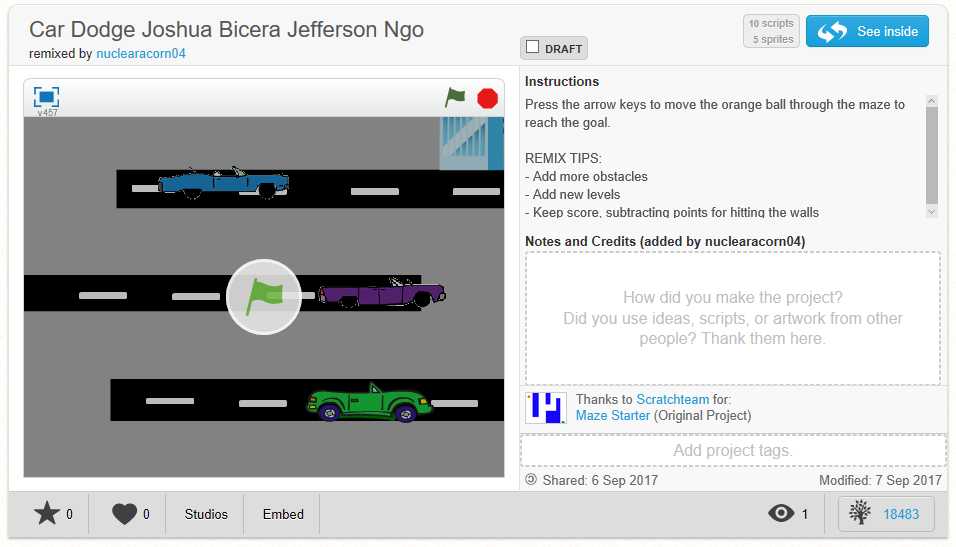 Car Dodge Joshua Bicera Jefferson Ngo
remixed by nuclearacorn04
DRAFT
10 scripts
5 sprites
See inside
v457
Instructions
Press the arrow keys to move the orange ball through the maze to
reach the goal.
REMIX TIPS:
- Add more obstacles
- Add new levels
- Keep score, subtracting points for hitting the walls
Notes and Credits (added by nuclearacorn04)
How did you make the project?
Did you use ideas, scripts, or artwork from other
people? Thank them here.
Thanks to Scratchteam for:
Maze Starter (Original Project)
Add project tags.
Shared: 6 Sep 2017 Modified: 7 Sep 2017
0 0 Studios Embed 1 18483